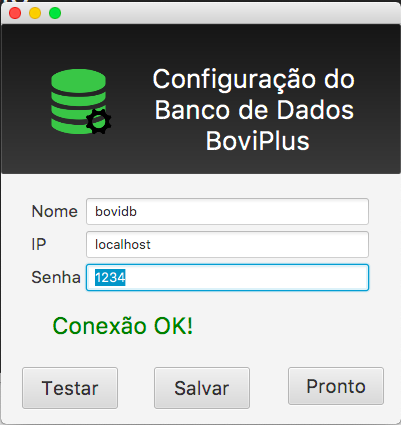 Configuração do
Banco de Dados
BoviPlus
Nome bovidb
IP localhost
Senha 1234
Conexão OK!
Testar Salvar Pronto